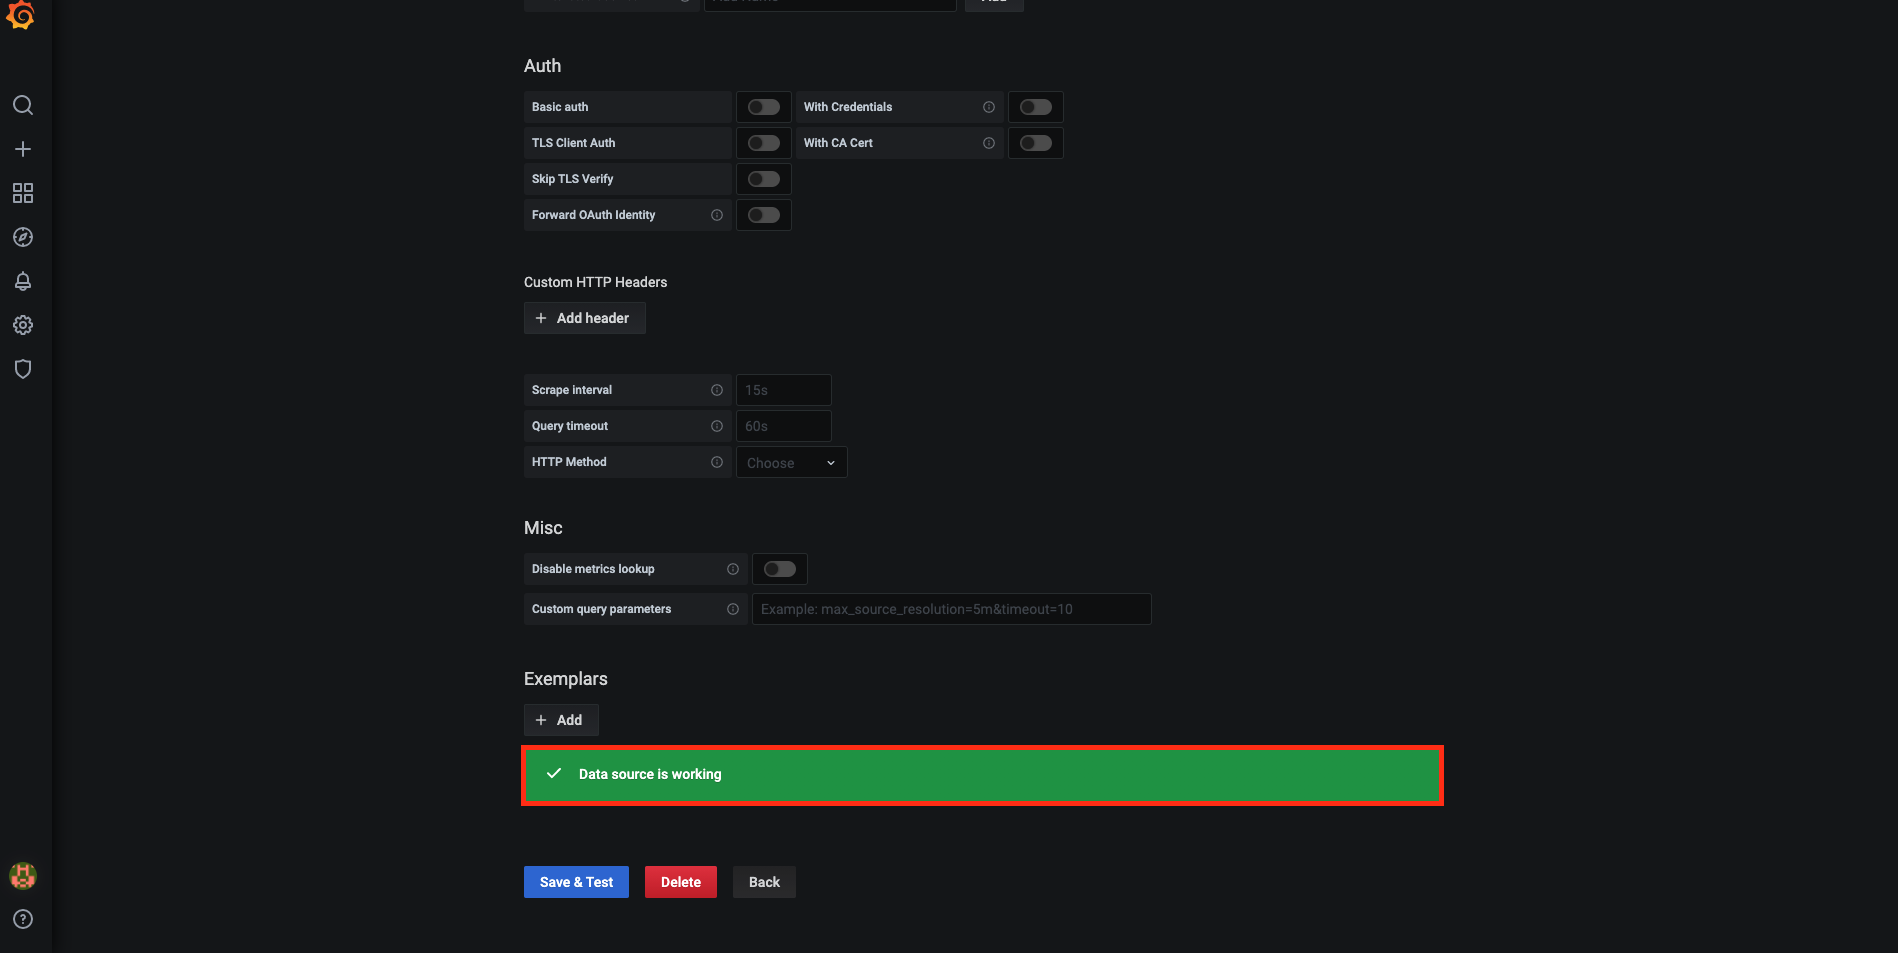 Auth
Basic auth
With Credentials
TLS Client Auth
With CA Cert
Skip TLS Verify
Forward OAuth Identity
Custom HTTP Headers
Add header
Scrape interval
15s
Query timeout
60s
HTTP Method
Choose
Misc
Disable metrics lookup
Custom query parameters
Example: max_source_resolution=5m&timeout=10
Exemplars
Add
Data source is working
Save & Test
Delete
Back